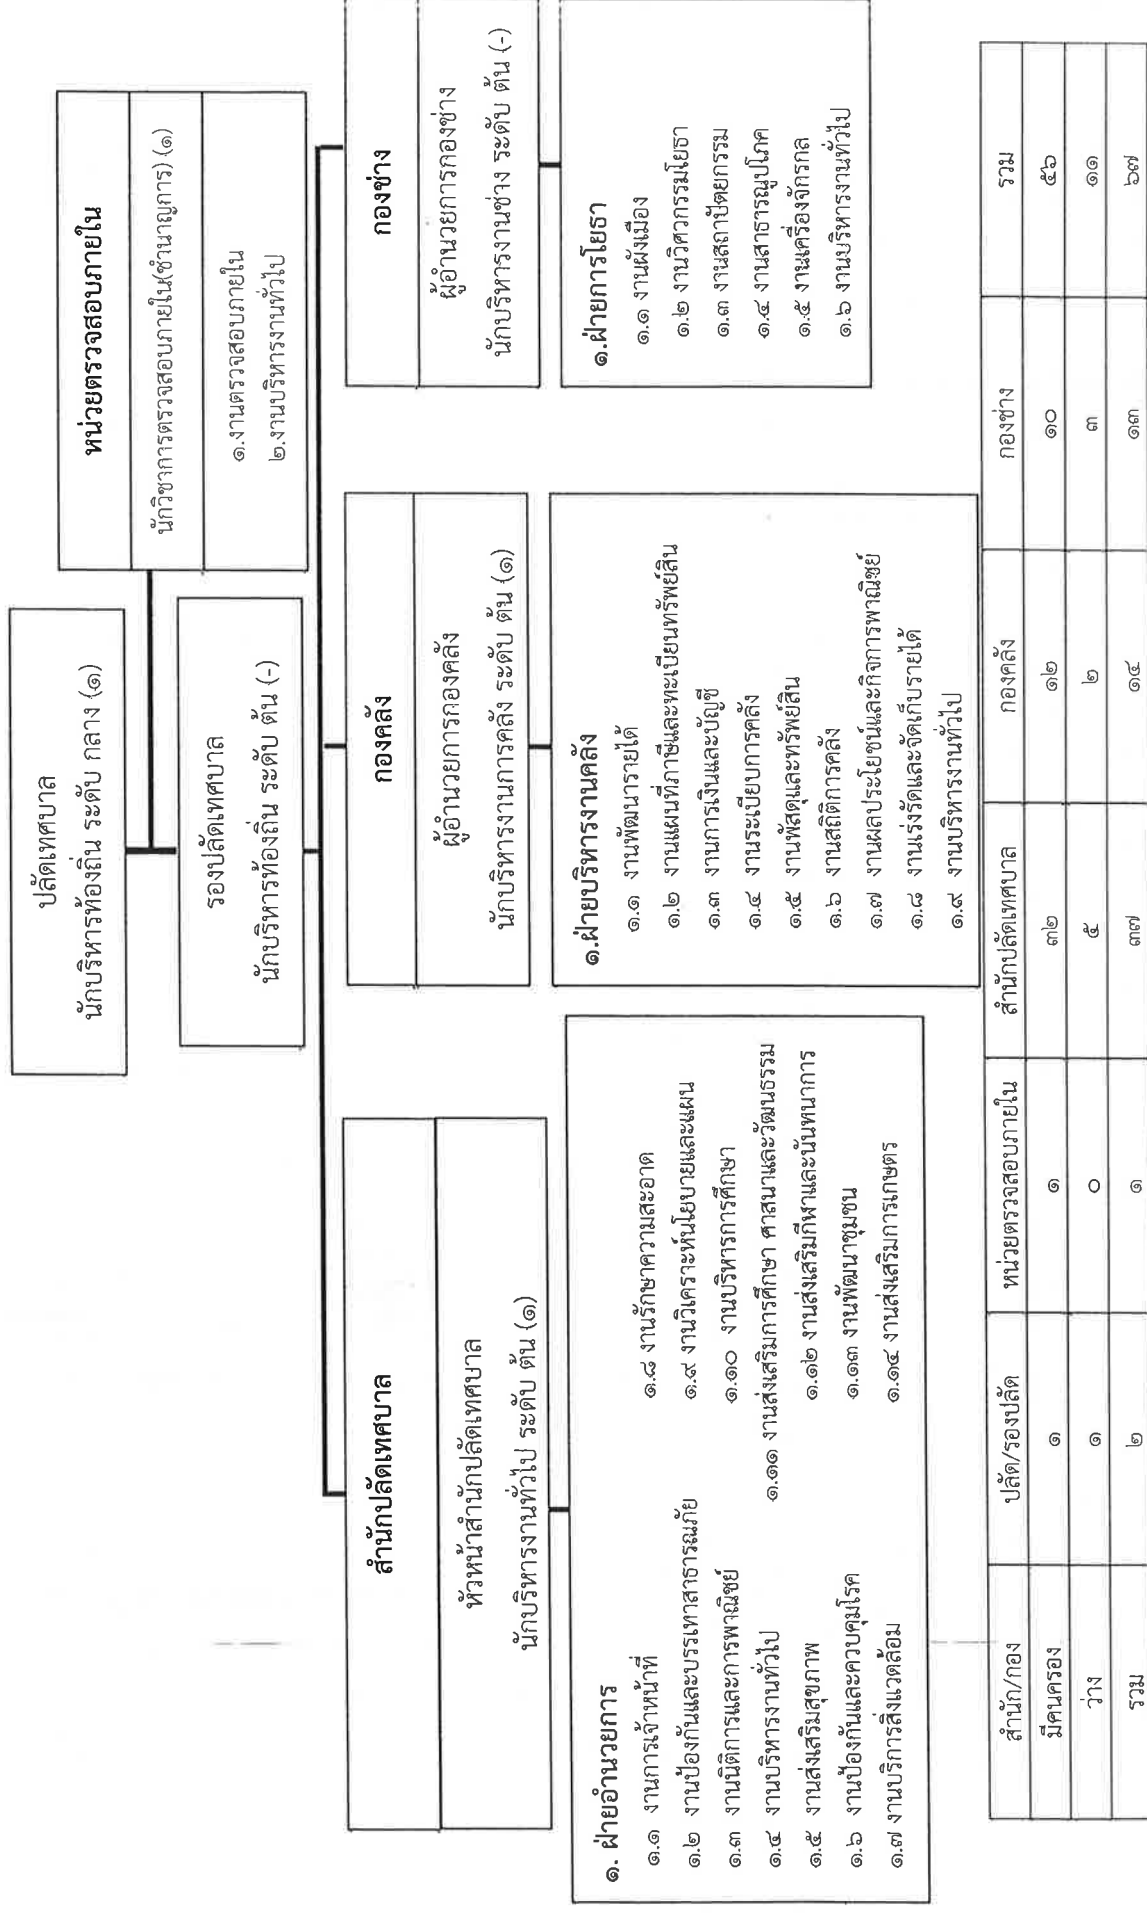 ปลัดเทศบาล
นักบริหารท้องถิ่น ระดับ กลาง (๑)
รองปลัดเทศบาล
นักบริหารท้องถิ่น ระดับ ต้น (-)
หน่วยตรวจสอบภายใน
นักวิชาการตรวจสอบภายใน(ชำนาญการ) (๑)
๑.งานตรวจสอบภายใน
๒.งานบริหารงานทั่วไป
สำนักปลัดเทศบาล
หัวหน้าสำนักปลัดเทศบาล
นักบริหารงานทั่วไป ระดับ ต้น (๑)
๑. ฝ่ายอำนวยการ
๑.๑ งานการเจ้าหน้าที่
๑.๒ งานป้องกันและบรรเทาสาธารณภัย
๑.๓ งานนิติการและการพาณิชย์
๑.๔ งานบริหารงานทั่วไป
๑.๕ งานส่งเสริมสุขภาพ
๑.๖ งานป้องกันและควบคุมโรค
๑.๗ งานบริการสิ่งแวดล้อม
๑.๘ งานรักษาความสะอาด
๑.๙ งานวิเคราะห์นโยบายและแผน
๑.๑๐ งานบริหารการศึกษา
๑.๑๑ งานส่งเสริมการศึกษา ศาสนาและวัฒนธรรม
๑.๑๒ งานส่งเสริมกีฬาและนันทนาการ
๑.๑๓ งานพัฒนาชุมชน
๑.๑๔ งานส่งเสริมการเกษตร
กองคลัง
ผู้อำนวยการกองคลัง
นักบริหารงานการคลัง ระดับ ต้น (๑)
๑.ฝ่ายบริหารงานคลัง
๑.๑ งานพัฒนารายได้
๑.๒ งานแผนที่ภาษีและทะเบียนทรัพย์สิน
๑.๓ งานการเงินและบัญชี
๑.๔ งานระเบียบการคลัง
๑.๕ งานพัสดุและทรัพย์สิน
๑.๖ งานสถิติการคลัง
๑.๗ งานผลประโยชน์และกิจการพาณิชย์
๑.๘ งานเร่งรัดและจัดเก็บรายได้
๑.๙ งานบริหารงานทั่วไป
กองช่าง
ผู้อำนวยการกองช่าง
นักบริหารงานช่าง ระดับ ต้น (-)
๑.ฝ่ายการโยธา
๑.๑ งานผังเมือง
๑.๒ งานวิศวกรรมโยธา
๑.๓ งานสถาปัตยกรรม
๑.๔ งานสาธารณูปโภค
๑.๕ งานเครื่องจักรกล
๑.๖ งานบริหารงานทั่วไป
สำนัก/กอง ปลัด/รองปลัด หน่วยตรวจสอบภายใน สำนักปลัดเทศบาล กองคลัง กองช่าง รวม
มีคนครอง ๑ ๑ ๓๒ ๑๒ ๑๐ ๕๖
ว่าง ๑ ๐ ๕ ๒ ๓ ๑๑
รวม ๒ ๑ ๓๗ ๑๔ ๑๓ ๖๗